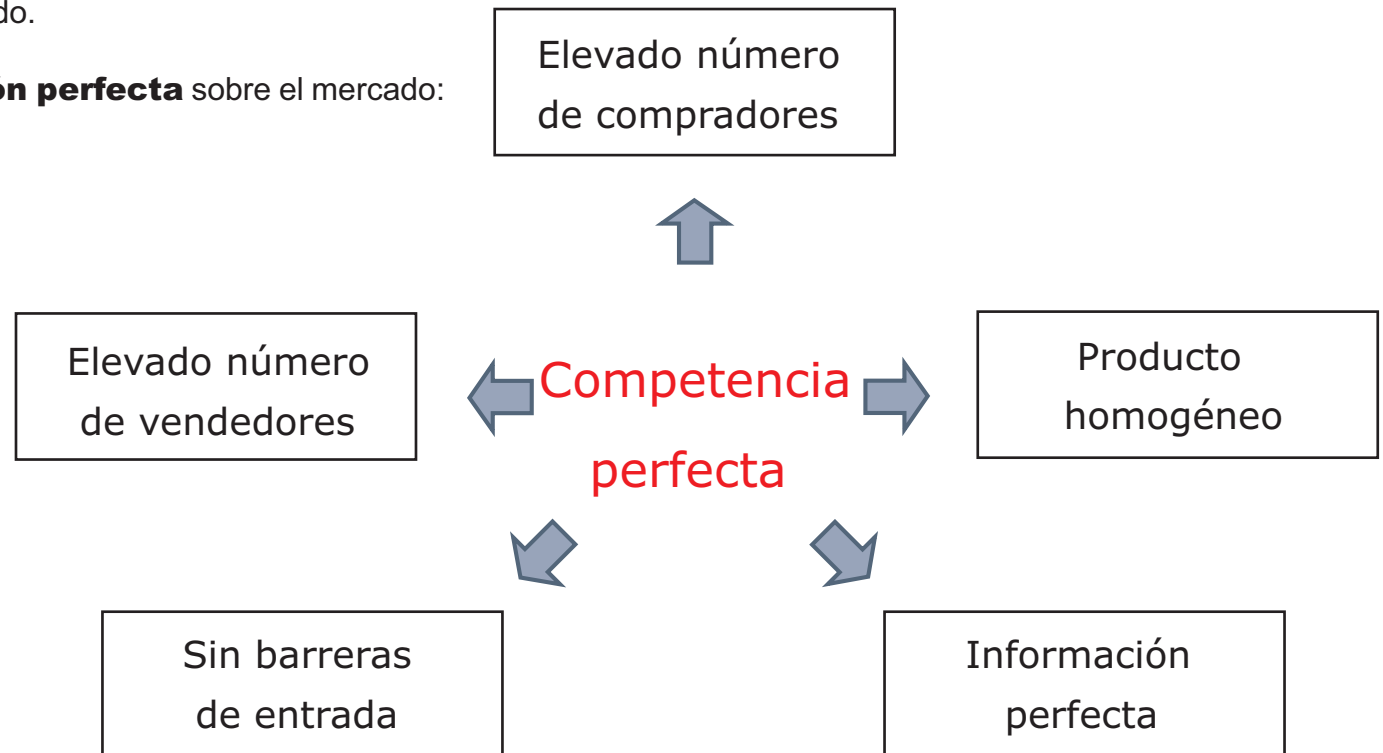 do.
ón perfecta sobre el mercado:
Elevado número
de compradores
Elevado número
de vendedores
Competencia
perfecta
Producto
homogéneo
Sin barreras
de entrada
Información
perfecta